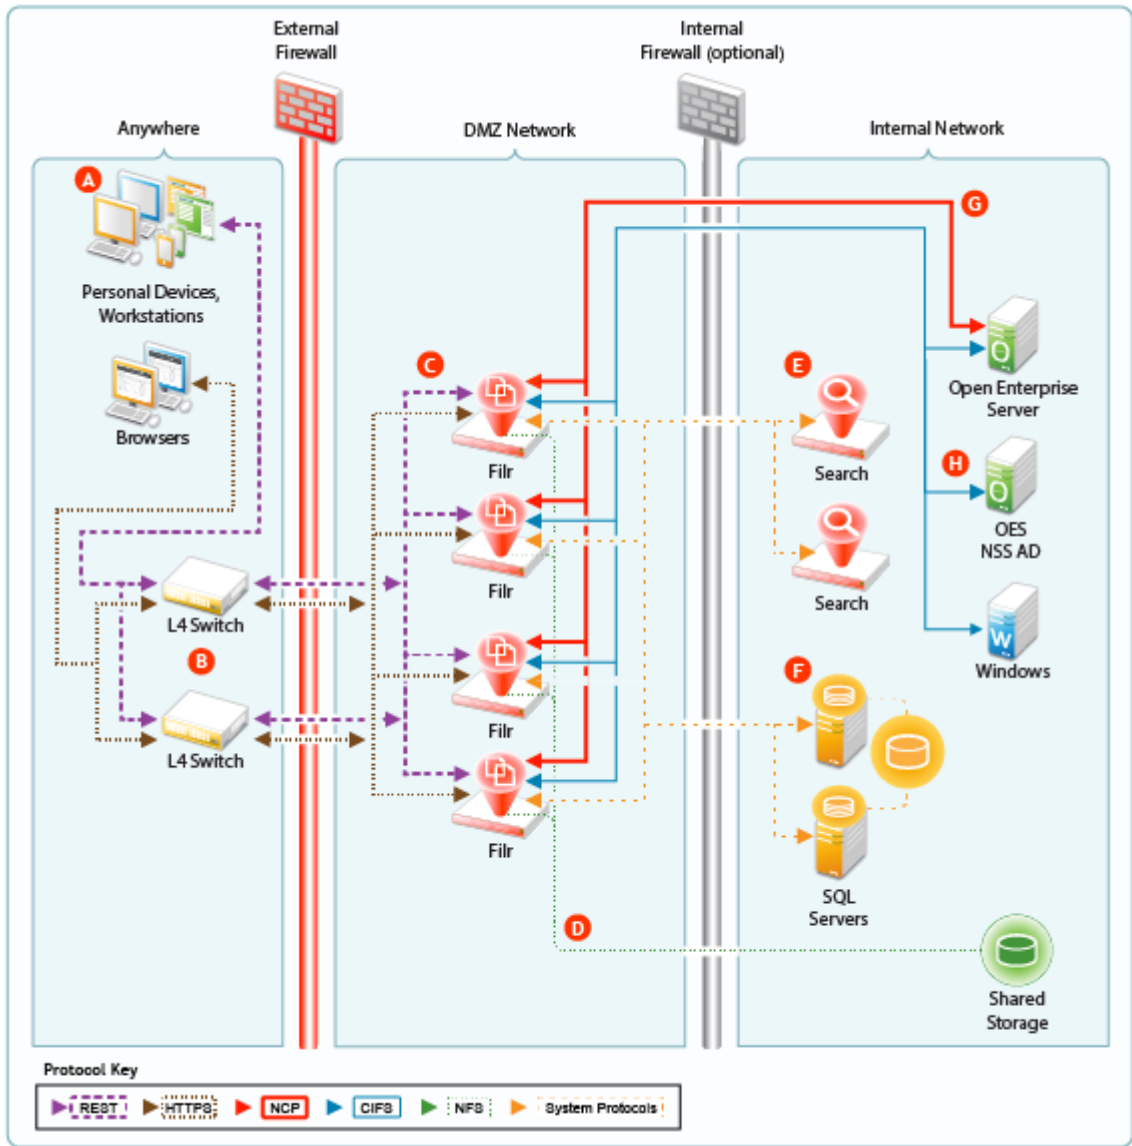 External
Firewall
Internal
Firewall (optional)
Anywhere
DMZ Network
Internal Network
A
G
Personal Devices,
Workstations
C
E
Open Enterprise
Server
Browsers
Filr
Search
H
OES
NSS AD
Filr
Search
L4 Switch
B
Windows
Filr
F
L4 Switch
Filr
SQL
Servers
D
Shared
Storage
Protocol Key
REST
HTTPS
NCP
CIFS
NFS
System Protocols
O
O
W